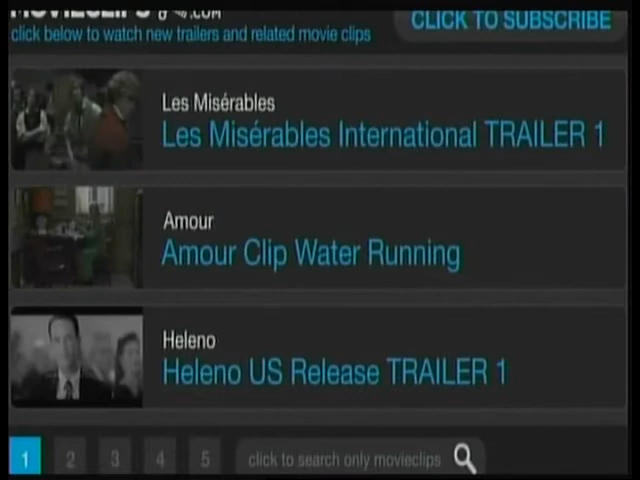 MOVIECLIPS .COM
CLICK TO SUBSCRIBE
click below to watch new trailers and related movie clips
Les Misérables
Les Misérables International TRAILER 1
Amour
Amour Clip Water Running
Heleno
Heleno US Release TRAILER 1
1 2 3 4 5 click to search only movieclips